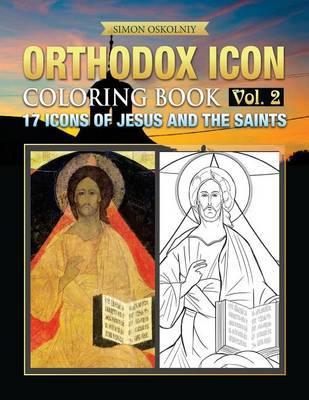 SIMON OSKOLNIY
ORTHODOX ICON
COLORING BOOK Vol. 2
17 ICONS OF JESUS AND THE SAINTS